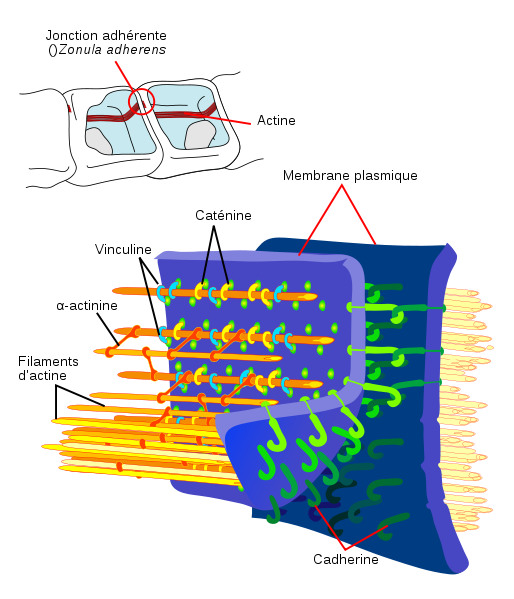 Jonction adhérente
()Zonula adherens
Actine
Membrane plasmique
Caténine
Vinculine
α-actinine
Filaments
d'actine
Cadherine